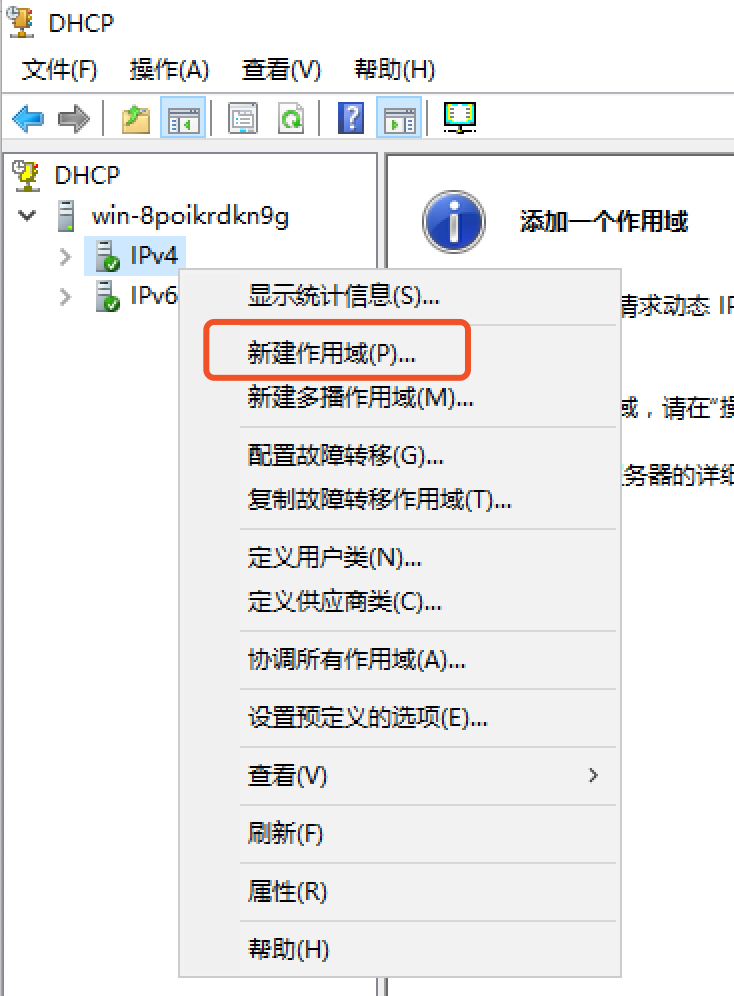 DHCP
文件(F) 操作(A) 查看(V) 帮助(H)
DHCP
win-8poikrdkn9g
IPv4
IPv6
添加一个作用域
请求动态 IP
域，请在“操
务器的详细
显示统计信息(S)...
新建作用域(P)...
新建多播作用域(M)...
配置故障转移(G)...
复制故障转移作用域(T)...
定义用户类(N)...
定义供应商类(C)...
协调所有作用域(A)...
设置预定义的选项(E)...
查看(V)
刷新(F)
属性(R)
帮助(H)